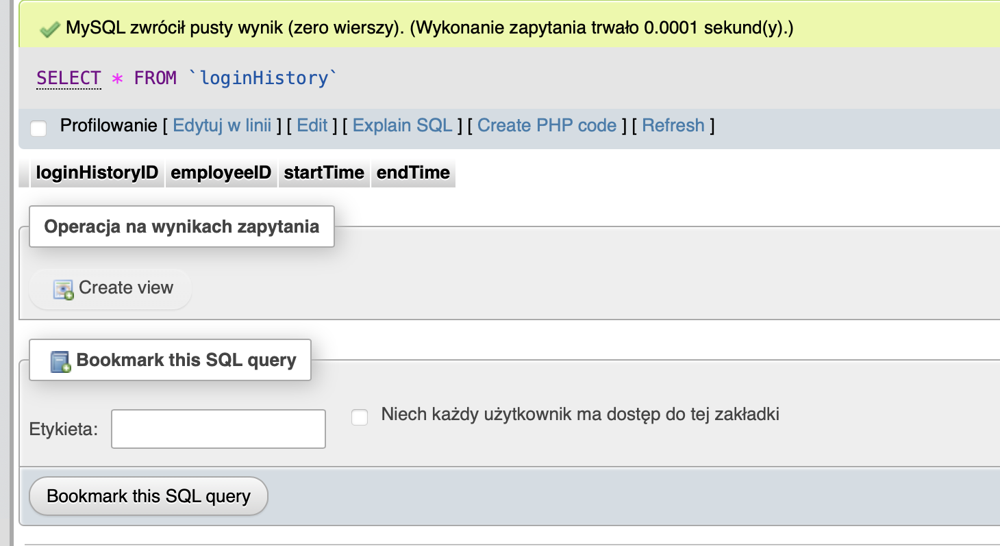 MySQL zwrócił pusty wynik (zero wierszy). (Wykonanie zapytania trwało 0.0001 sekund(y).)
SELECT * FROM `loginHistory`
Profilowanie [ Edytuj w linii ] [ Edit ] [ Explain SQL ] [ Create PHP code ] [ Refresh ]
loginHistoryID employeeID startTime endTime
Operacja na wynikach zapytania
Create view
Bookmark this SQL query
Etykieta: Niech każdy użytkownik ma dostęp do tej zakładki
Bookmark this SQL query